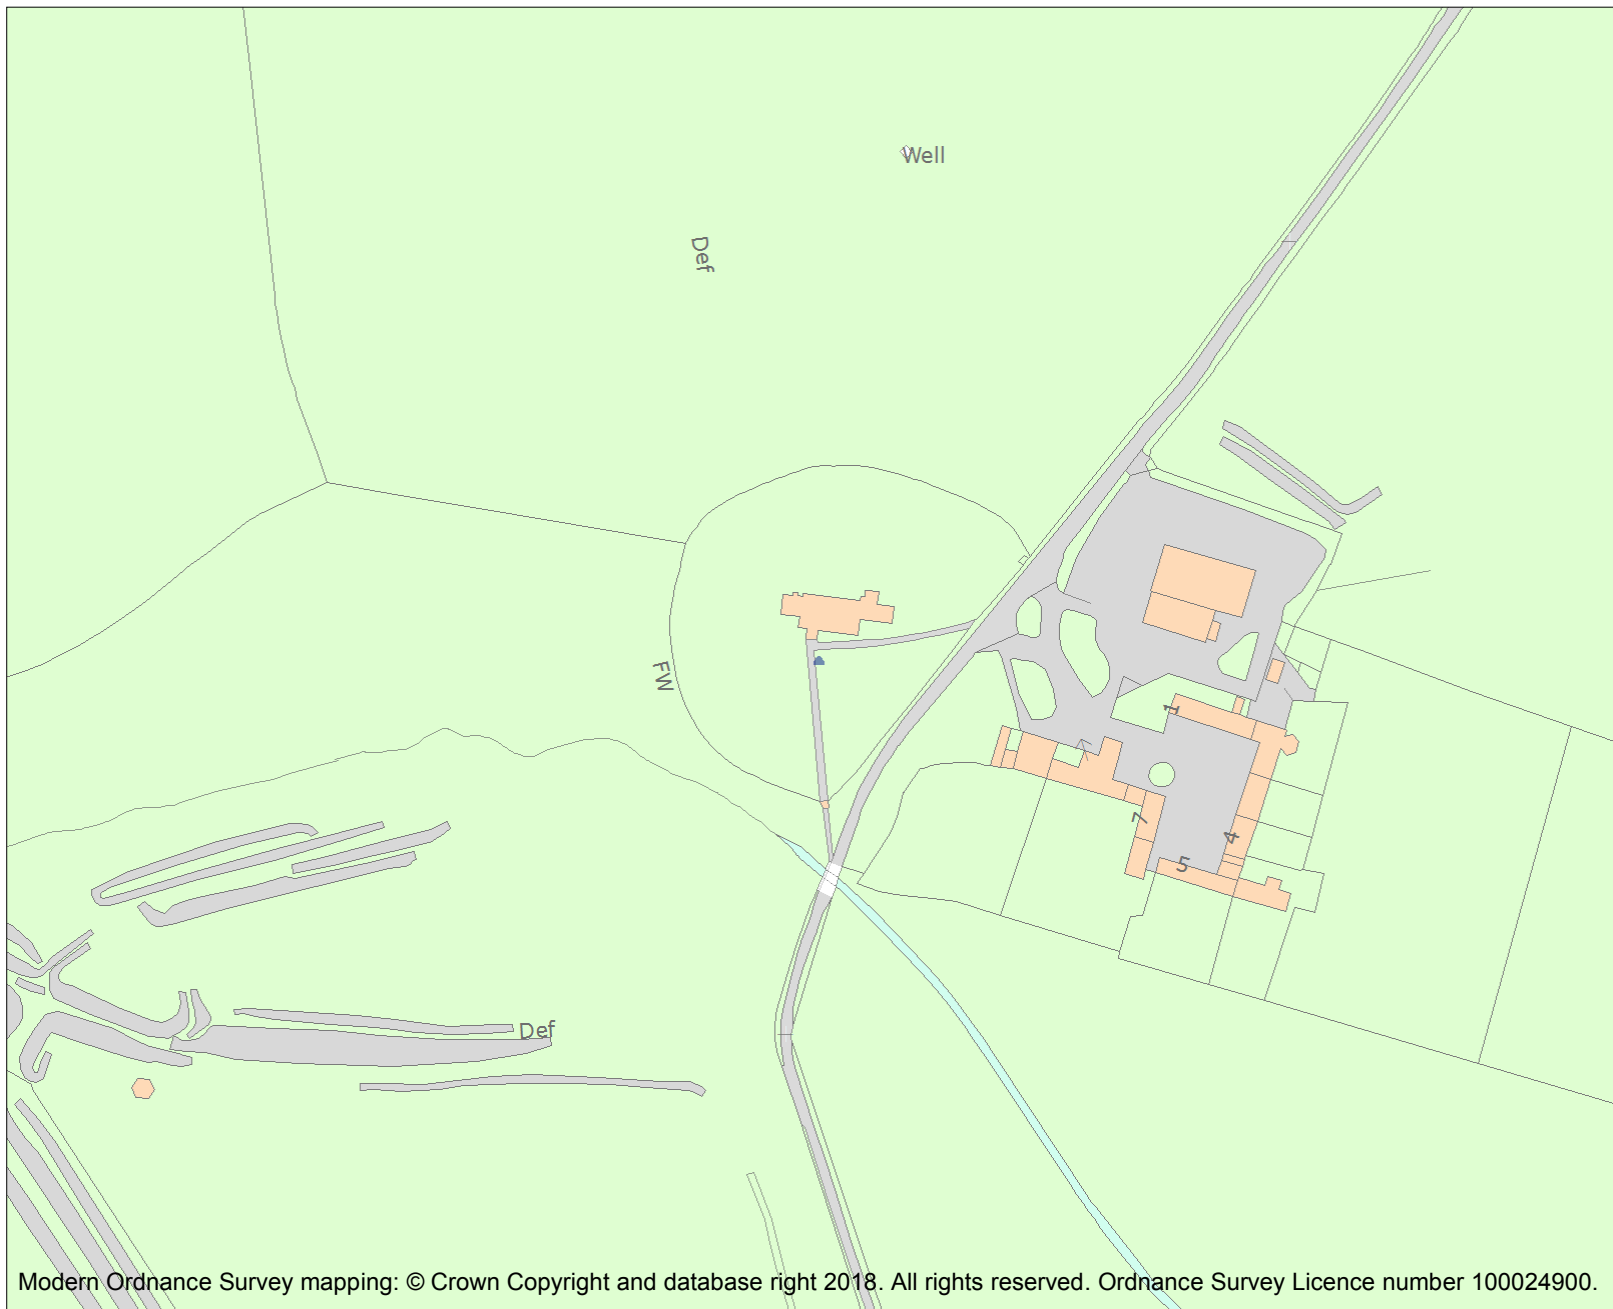 Well
Def
FW
1
7
4
5
Def
Modern Ordnance Survey mapping: © Crown Copyright and database right 2018. All rights reserved. Ordnance Survey Licence number 100024900.